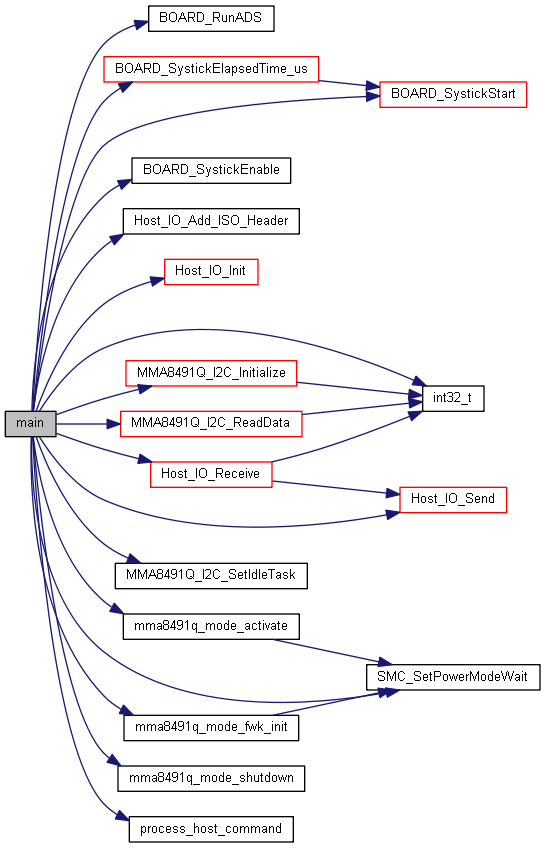 BOARD_RunADS
BOARD_SystickElapsedTime_us
BOARD_SystickStart
BOARD_SystickEnable
Host_IO_Add_ISO_Header
Host_IO_Init
MMA8491Q_I2C_Initialize
int32_t
main
MMA8491Q_I2C_ReadData
Host_IO_Receive
Host_IO_Send
MMA8491Q_I2C_SetIdleTask
mma8491q_mode_activate
SMC_SetPowerModeWait
mma8491q_mode_fwk_init
mma8491q_mode_shutdown
process_host_command